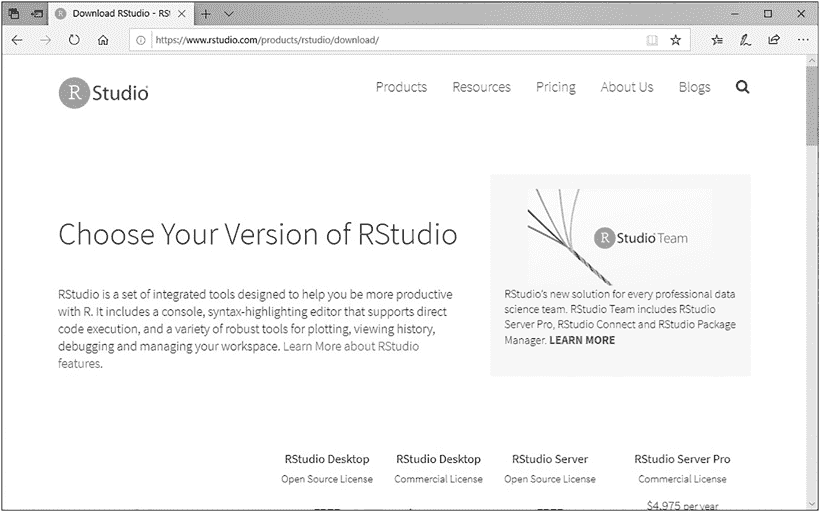 Download RStudio - RSt
https://www.rstudio.com/products/rstudio/download/
R Studio
Products Resources Pricing About Us Blogs
R Studio Team
Choose Your Version of RStudio
RStudio is a set of integrated tools designed to help you be more productive
with R. It includes a console, syntax-highlighting editor that supports direct
code execution, and a variety of robust tools for plotting, viewing history,
debugging and managing your workspace. Learn More about RStudio
features.
RStudio's new solution for every professional data
science team. RStudio Team includes RStudio
Server Pro, RStudio Connect and RStudio Package
Manager. LEARN MORE
RStudio Desktop RStudio Desktop RStudio Server RStudio Server Pro
Open Source License Commercial License Open Source License Commercial License
$4,975 per year